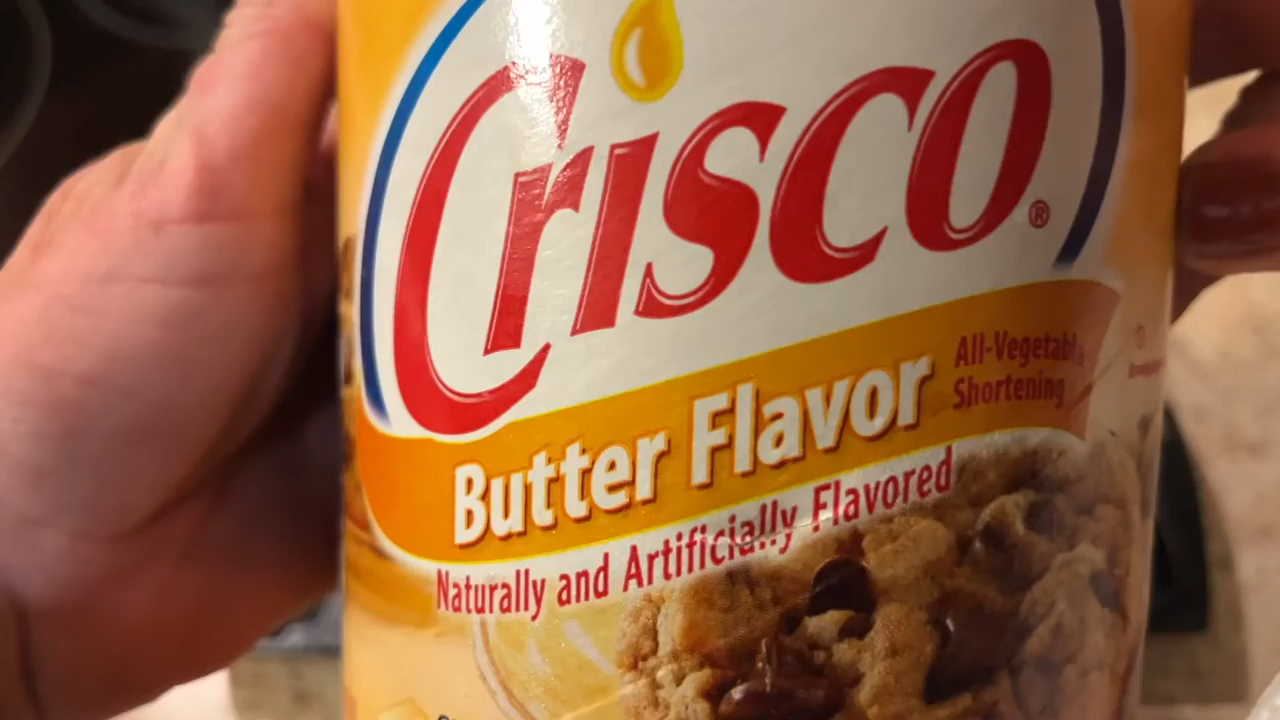 Crisco®
Butter Flavor
All-Vegetable
Shortening
Naturally and Artificially Flavored